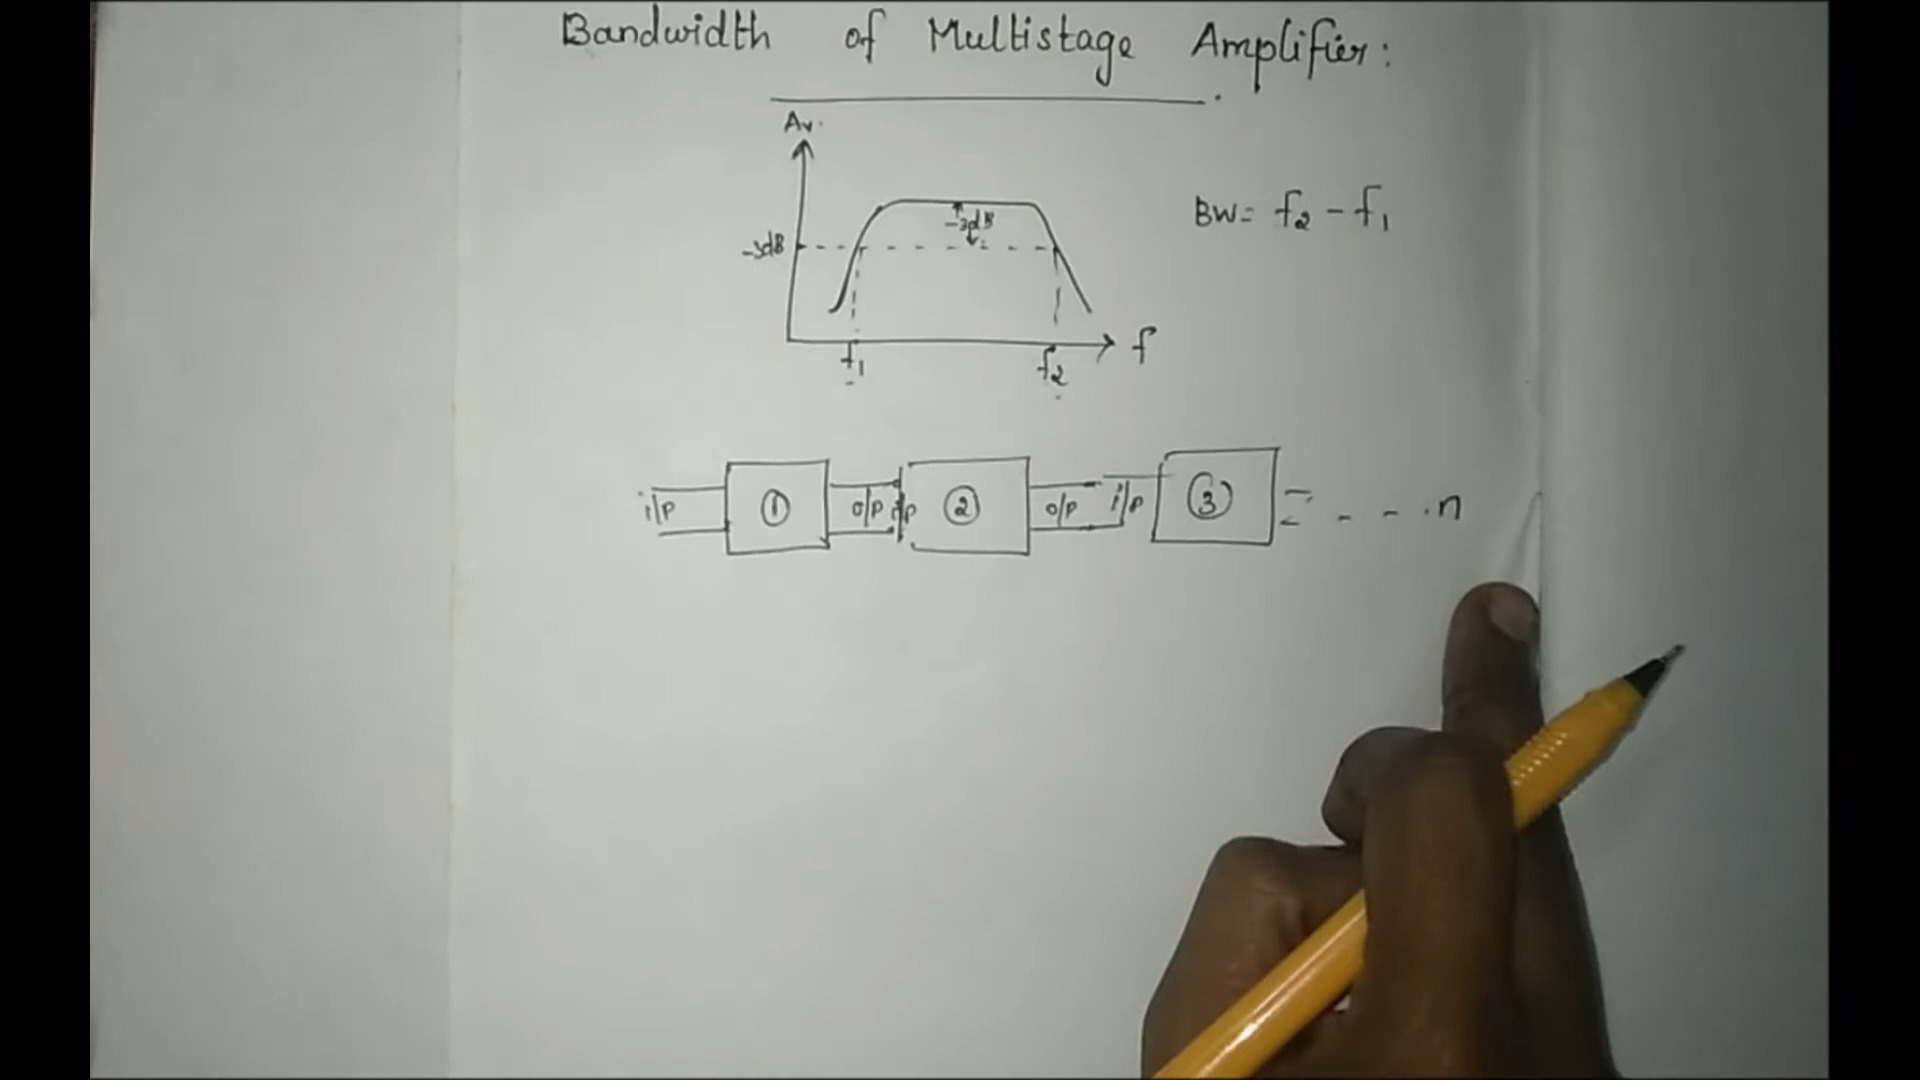 Bandwidth of Multistage Amplifier:
Av.
BW = f2 - f1
-3dB
-3dB
f
f1
f2
i/p ① o/p i/p ② o/p i/p ③ - - - n